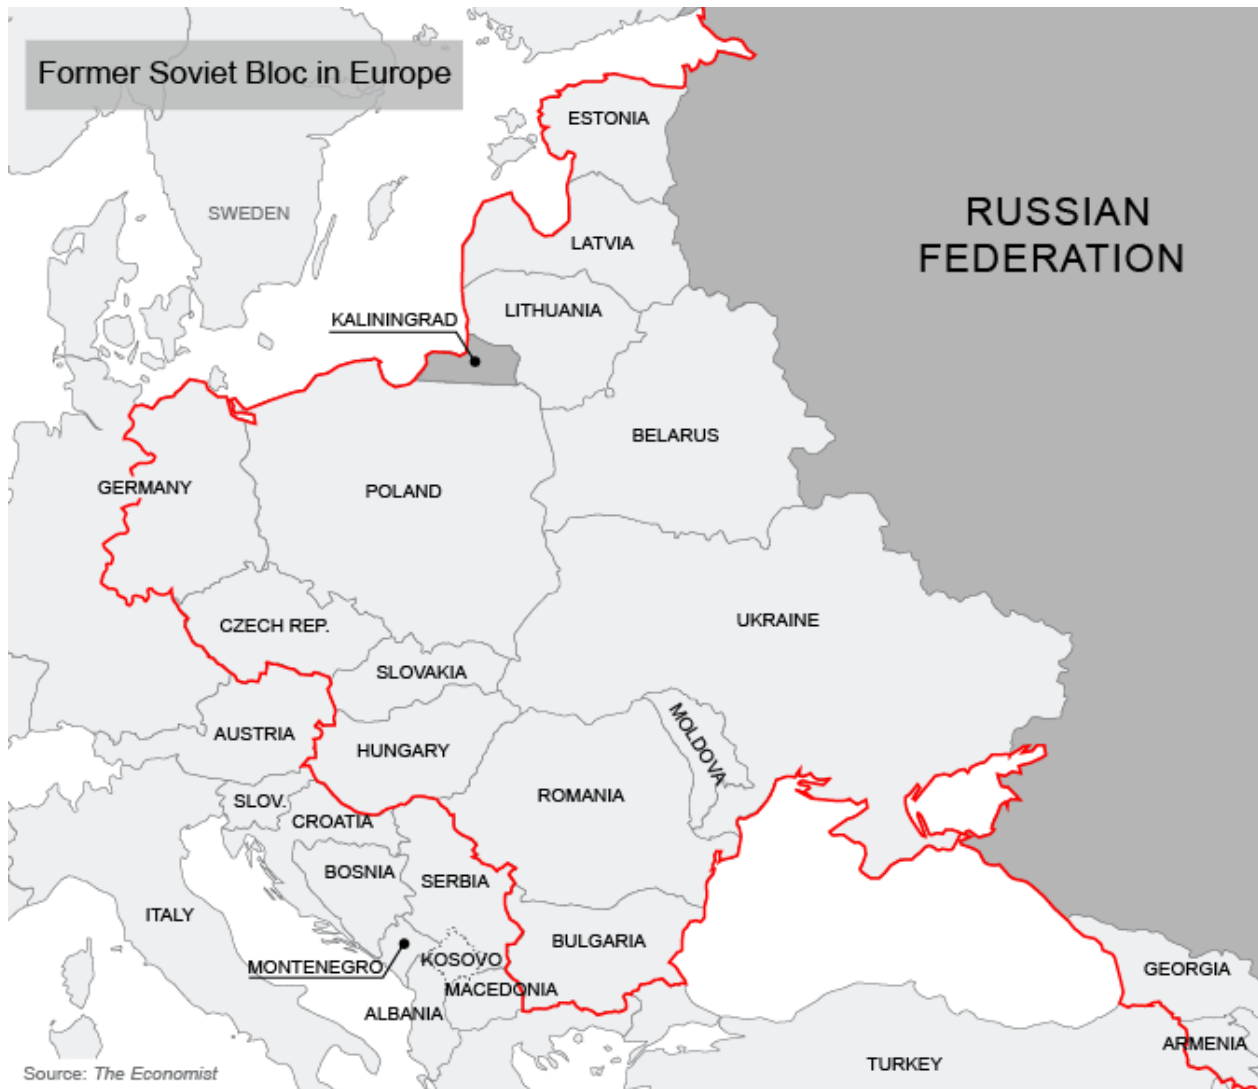 Former Soviet Bloc in Europe
ESTONIA
RUSSIAN
FEDERATION
SWEDEN
LATVIA
LITHUANIA
KALININGRAD
BELARUS
GERMANY
POLAND
UKRAINE
CZECH REP.
SLOVAKIA
MOLDOVA
AUSTRIA
HUNGARY
ROMANIA
SLOV.
CROATIA
BOSNIA
SERBIA
ITALY
BULGARIA
KOSOVO
MONTENEGRO
MACEDONIA
GEORGIA
ALBANIA
ARMENIA
TURKEY
Source: The Economist